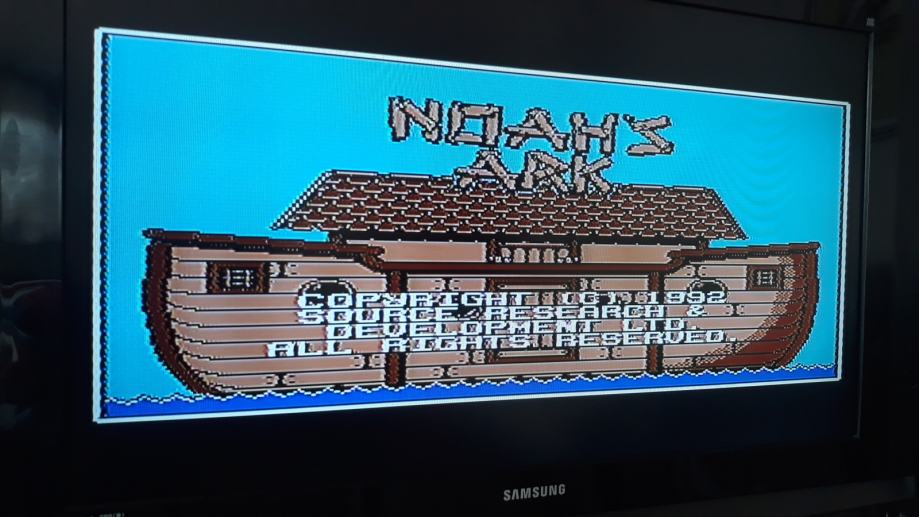 NOAH'S
ARK
COPYRIGHT (C) 1992
SOURCE RESEARCH &
DEVELOPMENT LTD.
ALL RIGHTS RESERVED.
SAMSUNG